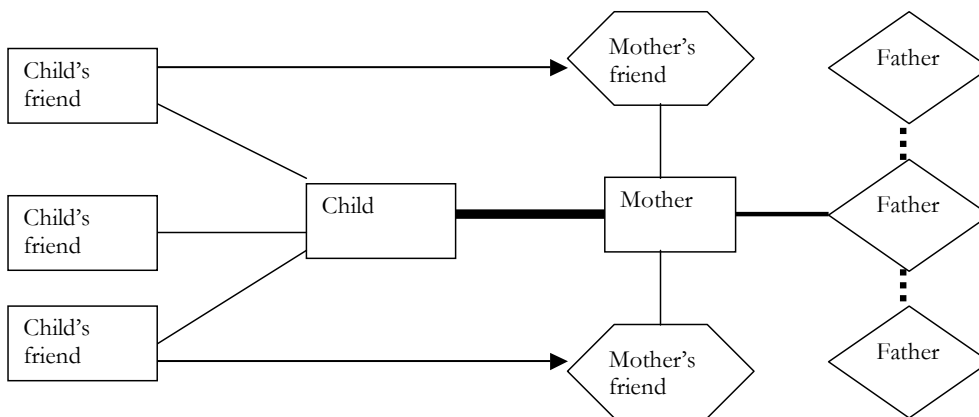 Child's
friend
Mother's
friend
Father
Child's
friend
Child
Mother
Father
Child's
friend
Mother's
friend
Father